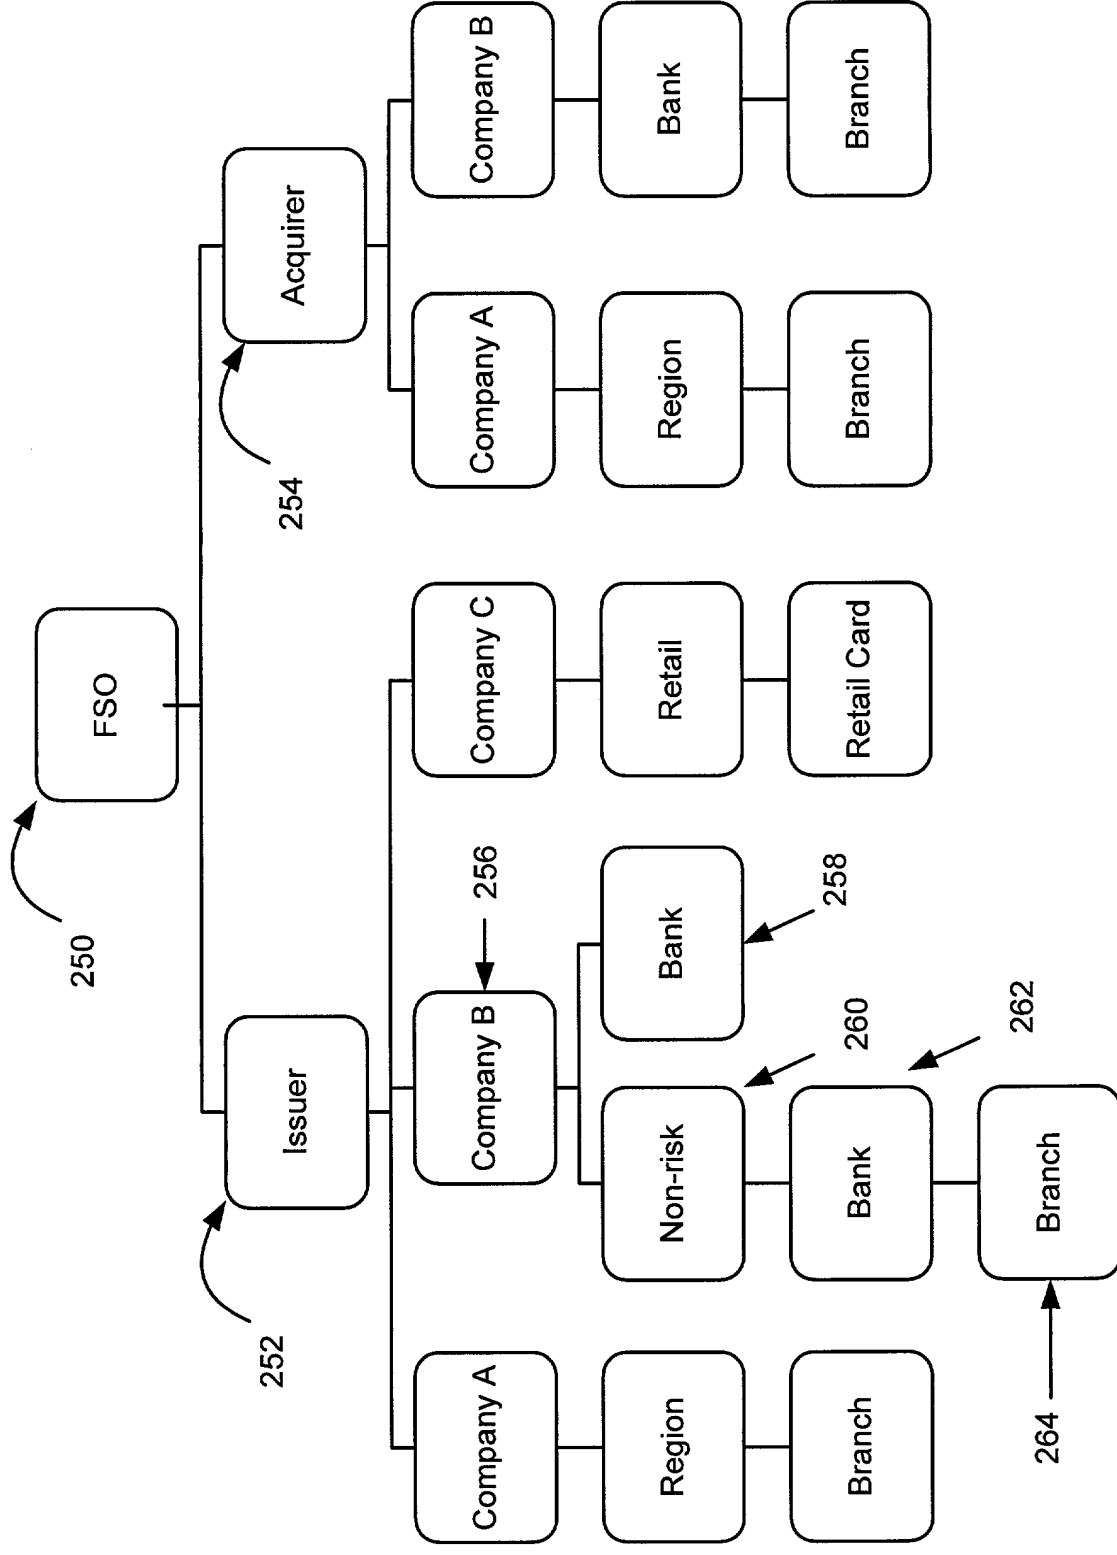 FSO
250
Issuer
252
Acquirer
254
Company A
Company B
256
Company C
Company A
Company B
Region
Non-risk
260
Bank
258
Retail
Region
Bank
Branch
Bank
262
Retail Card
Branch
Branch
Branch
264